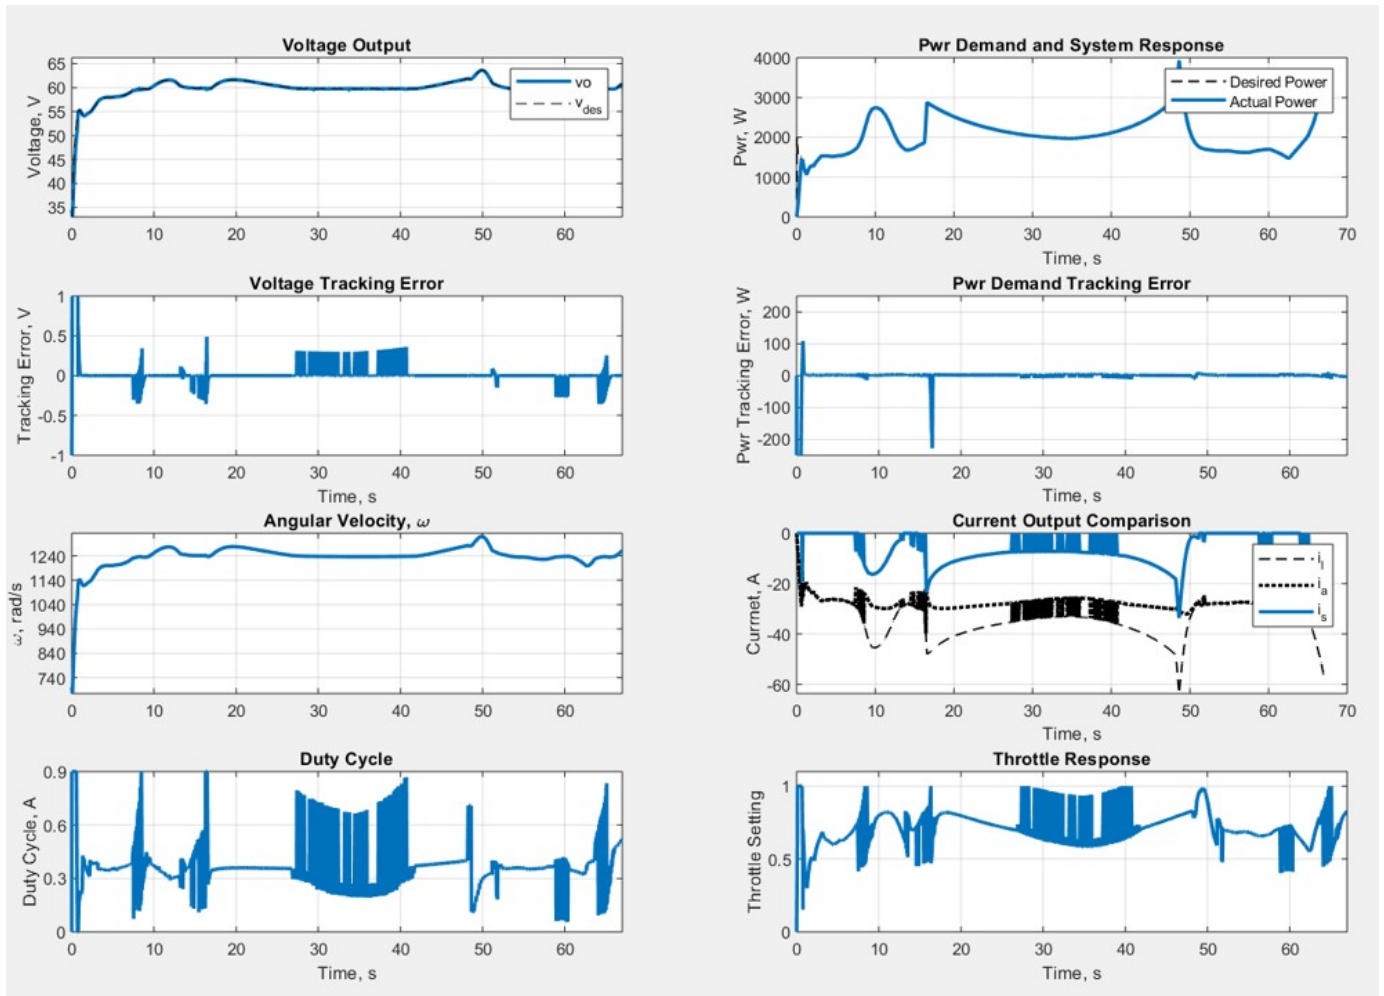 Voltage Output
Voltage, V
65
60
55
50
45
40
35
0 10 20 30 40 50 60
vo
v_des
Pwr Demand and System Response
Pwr, W
4000
3000
2000
1000
0
0 10 20 30 40 50 60 70
Time, s
Desired Power
Actual Power
Voltage Tracking Error
Tracking Error, V
1
0.5
0
-0.5
-1
0 10 20 30 40 50 60
Time, s
Pwr Demand Tracking Error
Pwr Tracking Error, W
200
100
0
-100
-200
0 10 20 30 40 50 60
Time, s
Angular Velocity, ω
ω, rad/s
1240
1140
1040
940
840
740
0 10 20 30 40 50 60
Current Output Comparison
Currnet, A
0
-20
-40
-60
0 10 20 30 40 50 60 70
Time, s
i_l
i_a
i_s
Duty Cycle
Duty Cycle, A
0.9
0.6
0.3
0
0 10 20 30 40 50 60
Time, s
Throttle Response
Throttle Setting
1
0.5
0
0 10 20 30 40 50 60
Time, s